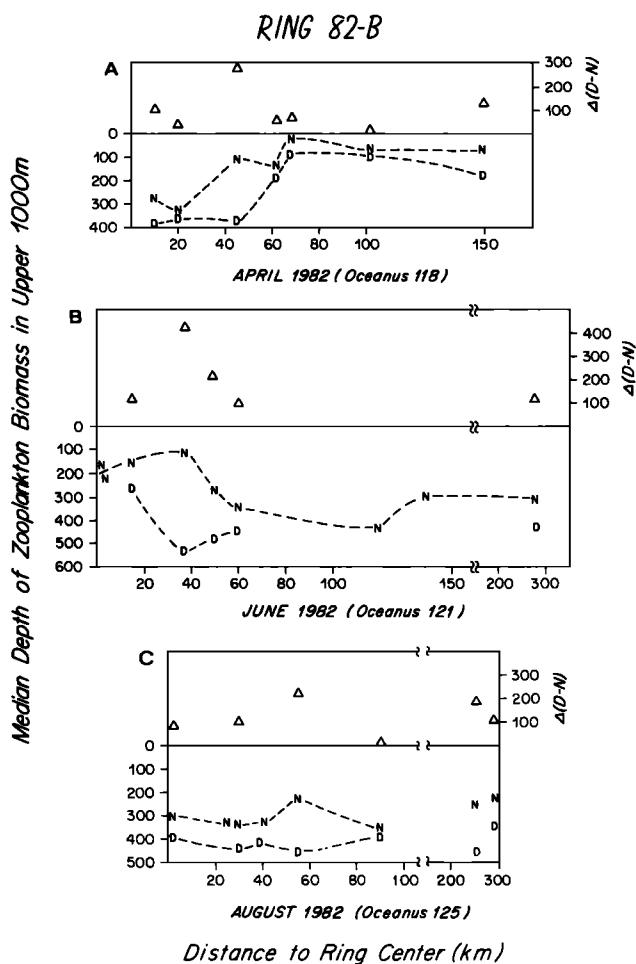 RING 82-B
Median Depth of Zooplankton Biomass in Upper 1000m
A
300
200
100
Δ(D-N)
0
100
200
300
400
N N N N N N N
D D D D D D D
20 40 60 80 100 150
APRIL 1982 (Oceanus 118)
B
400
300
200
100
Δ(D-N)
0
100
200
300
400
500
600
N N N N N N N N N
D D D D D
20 40 60 100 150 200 280
JUNE 1982 (Oceanus 121)
C
300
200
100
Δ(D-N)
0
100
200
300
400
500
N N N N N N N N
D D D D D D D
20 40 60 80 100 200 300
AUGUST 1982 (Oceanus 125)
Distance to Ring Center (km)